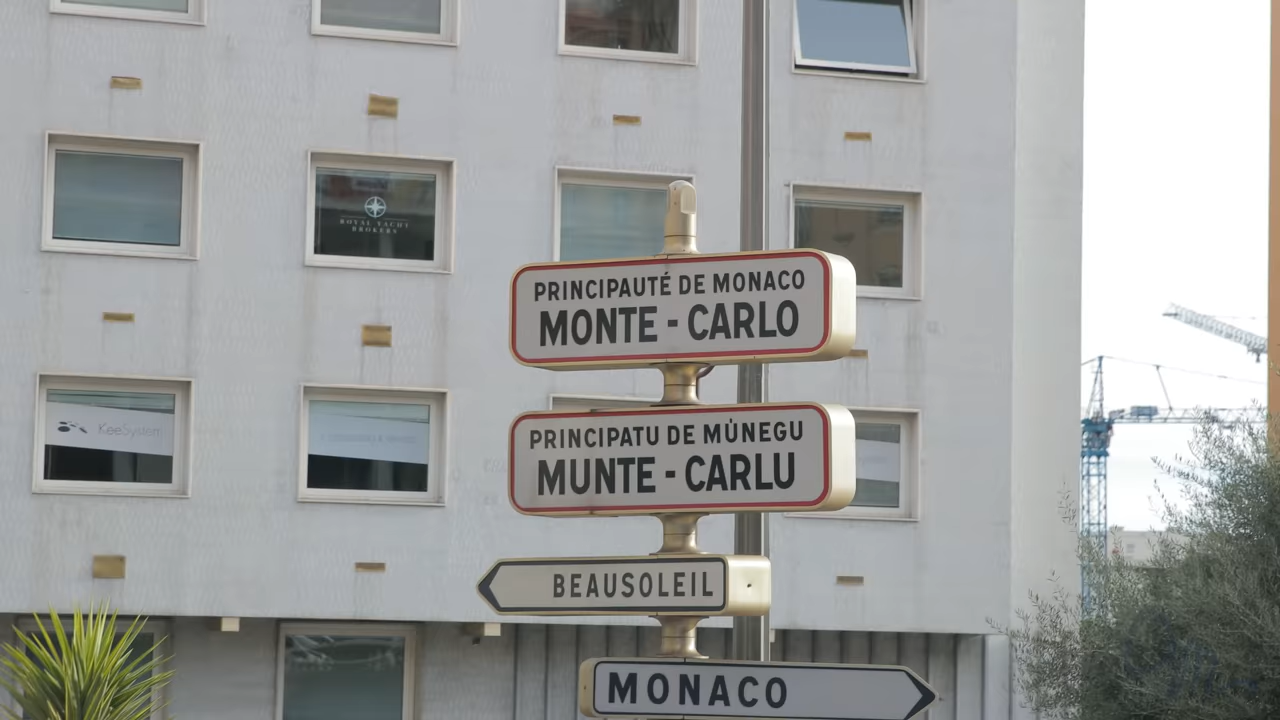 ROYAL YACHT
BROKERS
PRINCIPAUTÉ DE MONACO
MONTE - CARLO
KeeSystem
PRINCIPATU DE MÙNEGU
MUNTE - CARLU
BEAUSOLEIL
MONACO